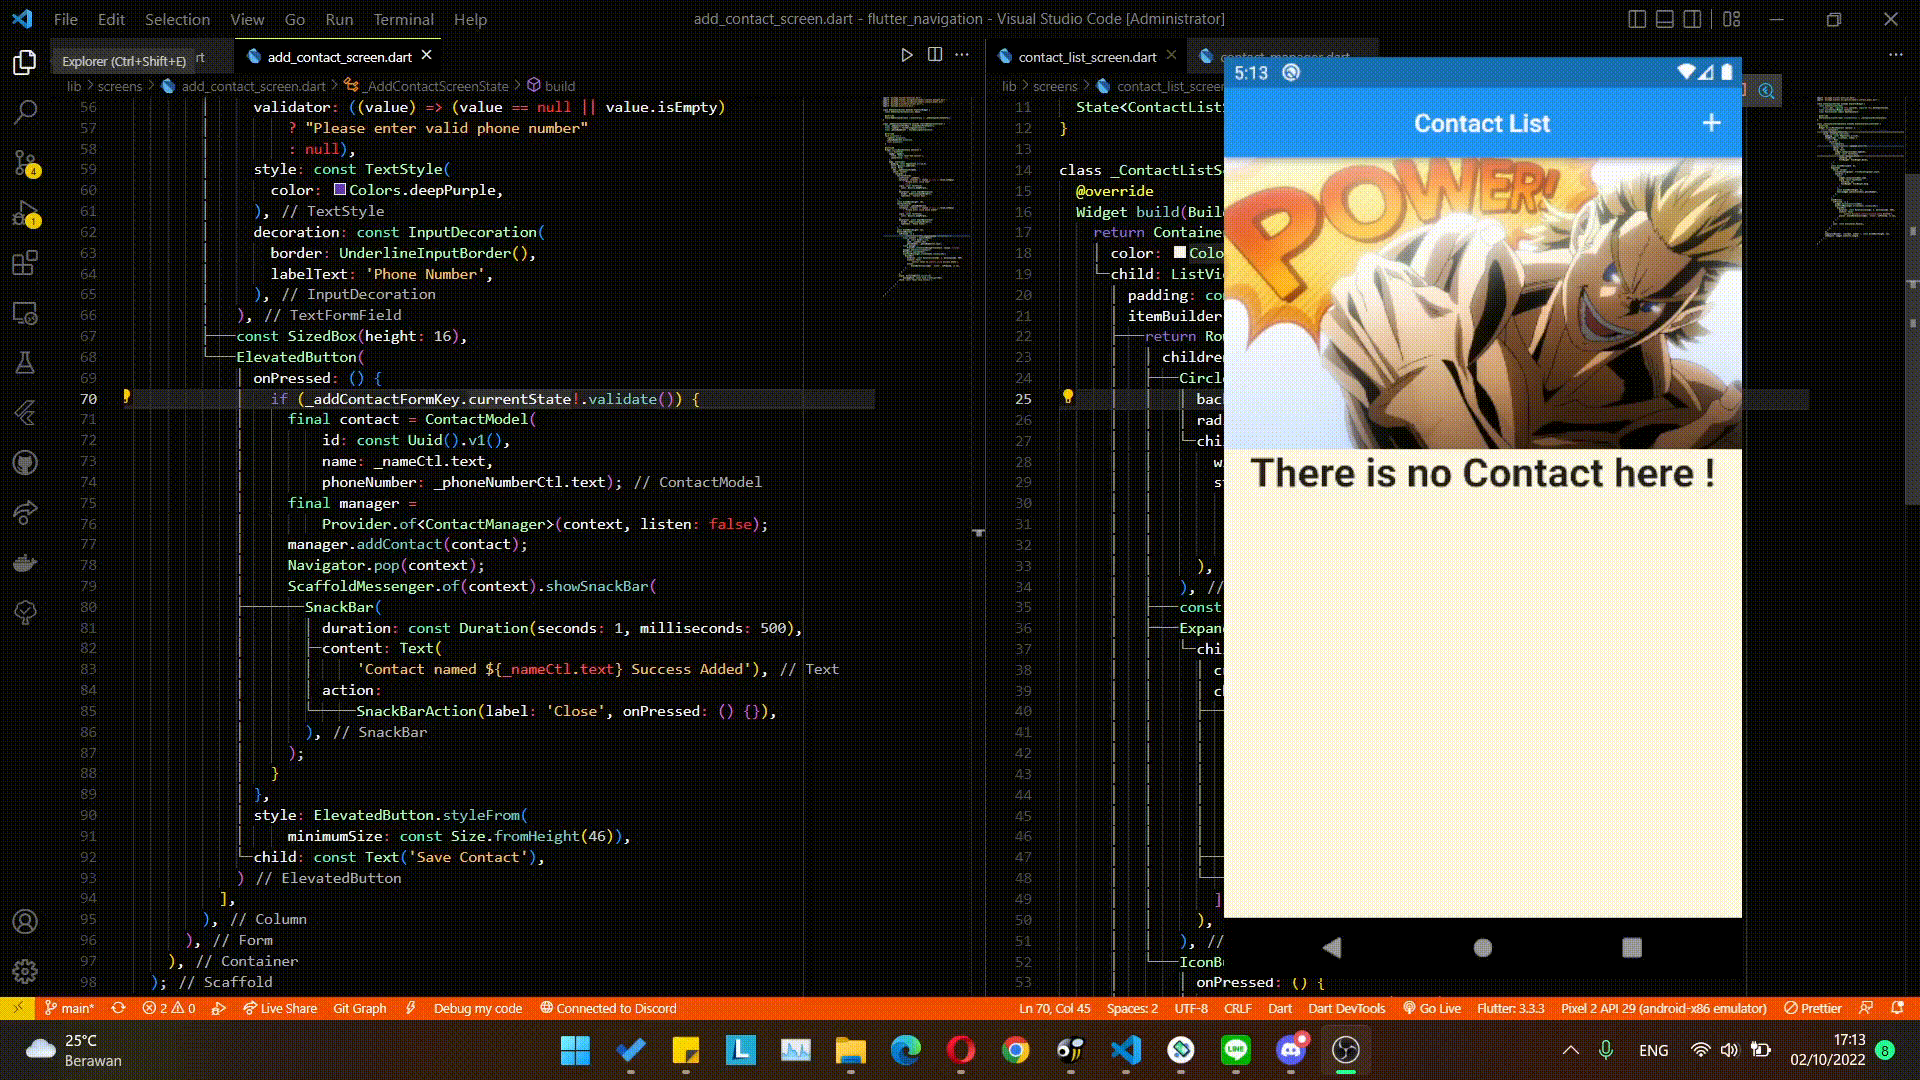 File Edit Selection View Go Run Terminal Help
add_contact_screen.dart - flutter_navigation - Visual Studio Code [Administrator]
Explorer (Ctrl+Shift+E)
rt
add_contact_screen.dart
lib > screens > add_contact_screen.dart > _AddContactScreenState > build
56 validator: ((value) => (value == null || value.isEmpty)
57 ? "Please enter valid phone number"
58 : null),
59 style: const TextStyle(
60 color: Colors.deepPurple,
61 ), // TextStyle
62 decoration: const InputDecoration(
63 border: UnderlineInputBorder(),
64 labelText: 'Phone Number',
65 ), // InputDecoration
66 ), // TextFormField
67 const SizedBox(height: 16),
68 ElevatedButton(
69 onPressed: () {
70 if (_addContactFormKey.currentState!.validate()) {
71 final contact = ContactModel(
72 id: const Uuid().v1(),
73 name: _nameCtl.text,
74 phoneNumber: _phoneNumberCtl.text); // ContactModel
75 final manager =
76 Provider.of<ContactManager>(context, listen: false);
77 manager.addContact(contact);
78 Navigator.pop(context);
79 ScaffoldMessenger.of(context).showSnackBar(
80 SnackBar(
81 duration: const Duration(seconds: 1, milliseconds: 500),
82 content: Text(
83 'Contact named ${_nameCtl.text} Success Added'), // Text
84 action:
85 SnackBarAction(label: 'Close', onPressed: () {}),
86 ), // SnackBar
87 );
88 }
89 },
90 style: ElevatedButton.styleFrom(
91 minimumSize: const Size.fromHeight(46)),
92 child: const Text('Save Contact'),
93 ) // ElevatedButton
94 ],
95 ), // Column
96 ), // Form
97 ), // Container
98 ); // Scaffold
contact_list_screen.dart
contact_manager.dart
lib > screens > contact_list_screen
11 State<ContactListS
12 }
13
14 class _ContactListS
15 @override
16 Widget build(Buil
17 return Container
18 color: Colo
19 child: ListVi
20 padding: co
21 itemBuilder
22 return Ro
23 childre
24 Circl
25 bac
26 rad
27 chi
28 w
29 st
30
31
32
33 ),
34 ), //
35 const
36 Expan
37 chi
38 c
39 cl
40
41
42
43
44
45
46
47
48
49 ]
50 ),
51 ), //
52 IconB
53 onPressed: () {
5:13
Contact List +
POWER!
There is no Contact here !
4
1
main* 2 0 Live Share Git Graph Debug my code Connected to Discord
Ln 70, Col 45 Spaces: 2 UTF-8 CRLF Dart Dart DevTools Go Live Flutter: 3.3.3 Pixel 2 API 29 (android-x86 emulator) Prettier
25°C
Berawan
L
LINE
ENG
17:13
02/10/2022
8